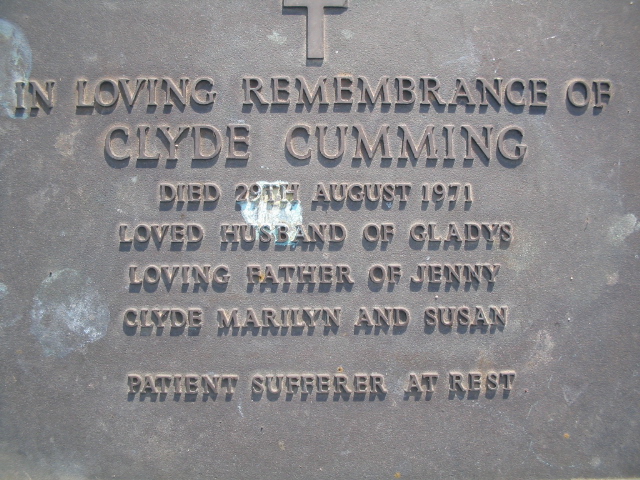 IN LOVING REMEMBRANCE OF
CLYDE CUMMING
DIED 29TH AUGUST 1971
LOVED HUSBAND OF GLADYS
LOVING FATHER OF JENNY
CLYDE MARILYN AND SUSAN
PATIENT SUFFERER AT REST